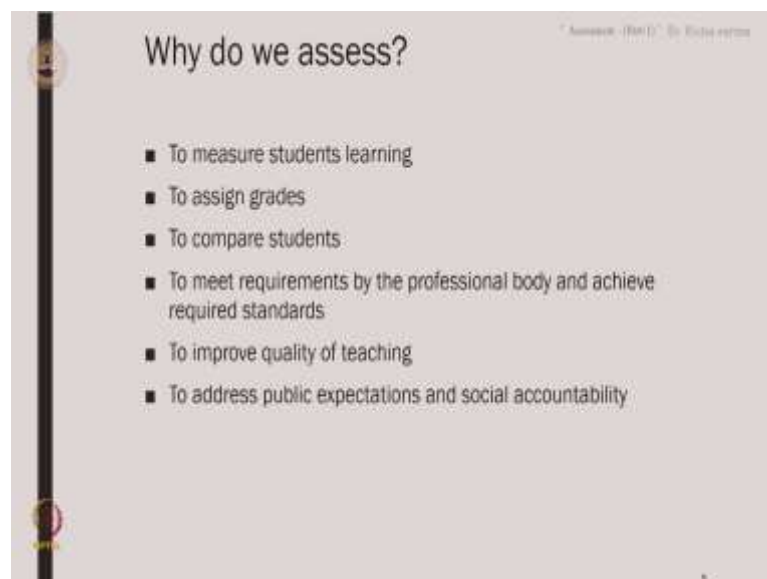 Why do we assess?
■ To measure students learning
■ To assign grades
■ To compare students
■ To meet requirements by the professional body and achieve
required standards
■ To improve quality of teaching
■ To address public expectations and social accountability